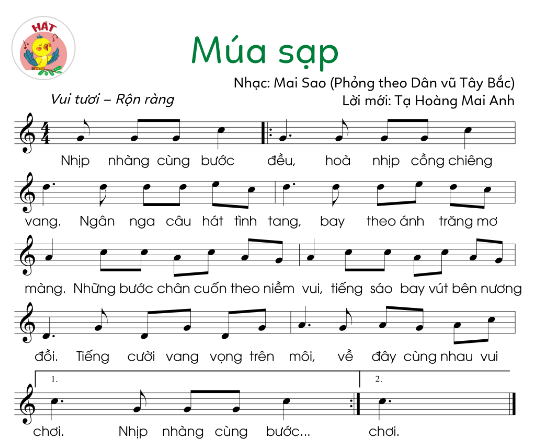 HÁT
Múa sạp
Nhạc: Mai Sao (Phỏng theo Dân vũ Tây Bắc)
Vui tươi – Rộn ràng
Lời mới: Tạ Hoàng Mai Anh
4
4
Nhịp nhàng cùng bước đều, hoà nhịp cồng chiêng
vang. Ngân nga câu hát tình tang, bay theo ánh trăng mơ
màng. Những bước chân cuốn theo niềm vui, tiếng sáo bay vút bên nương
đồi. Tiếng cười vang vọng trên môi, về đây cùng nhau vui
1. 2.
chơi. Nhịp nhàng cùng bước... chơi.